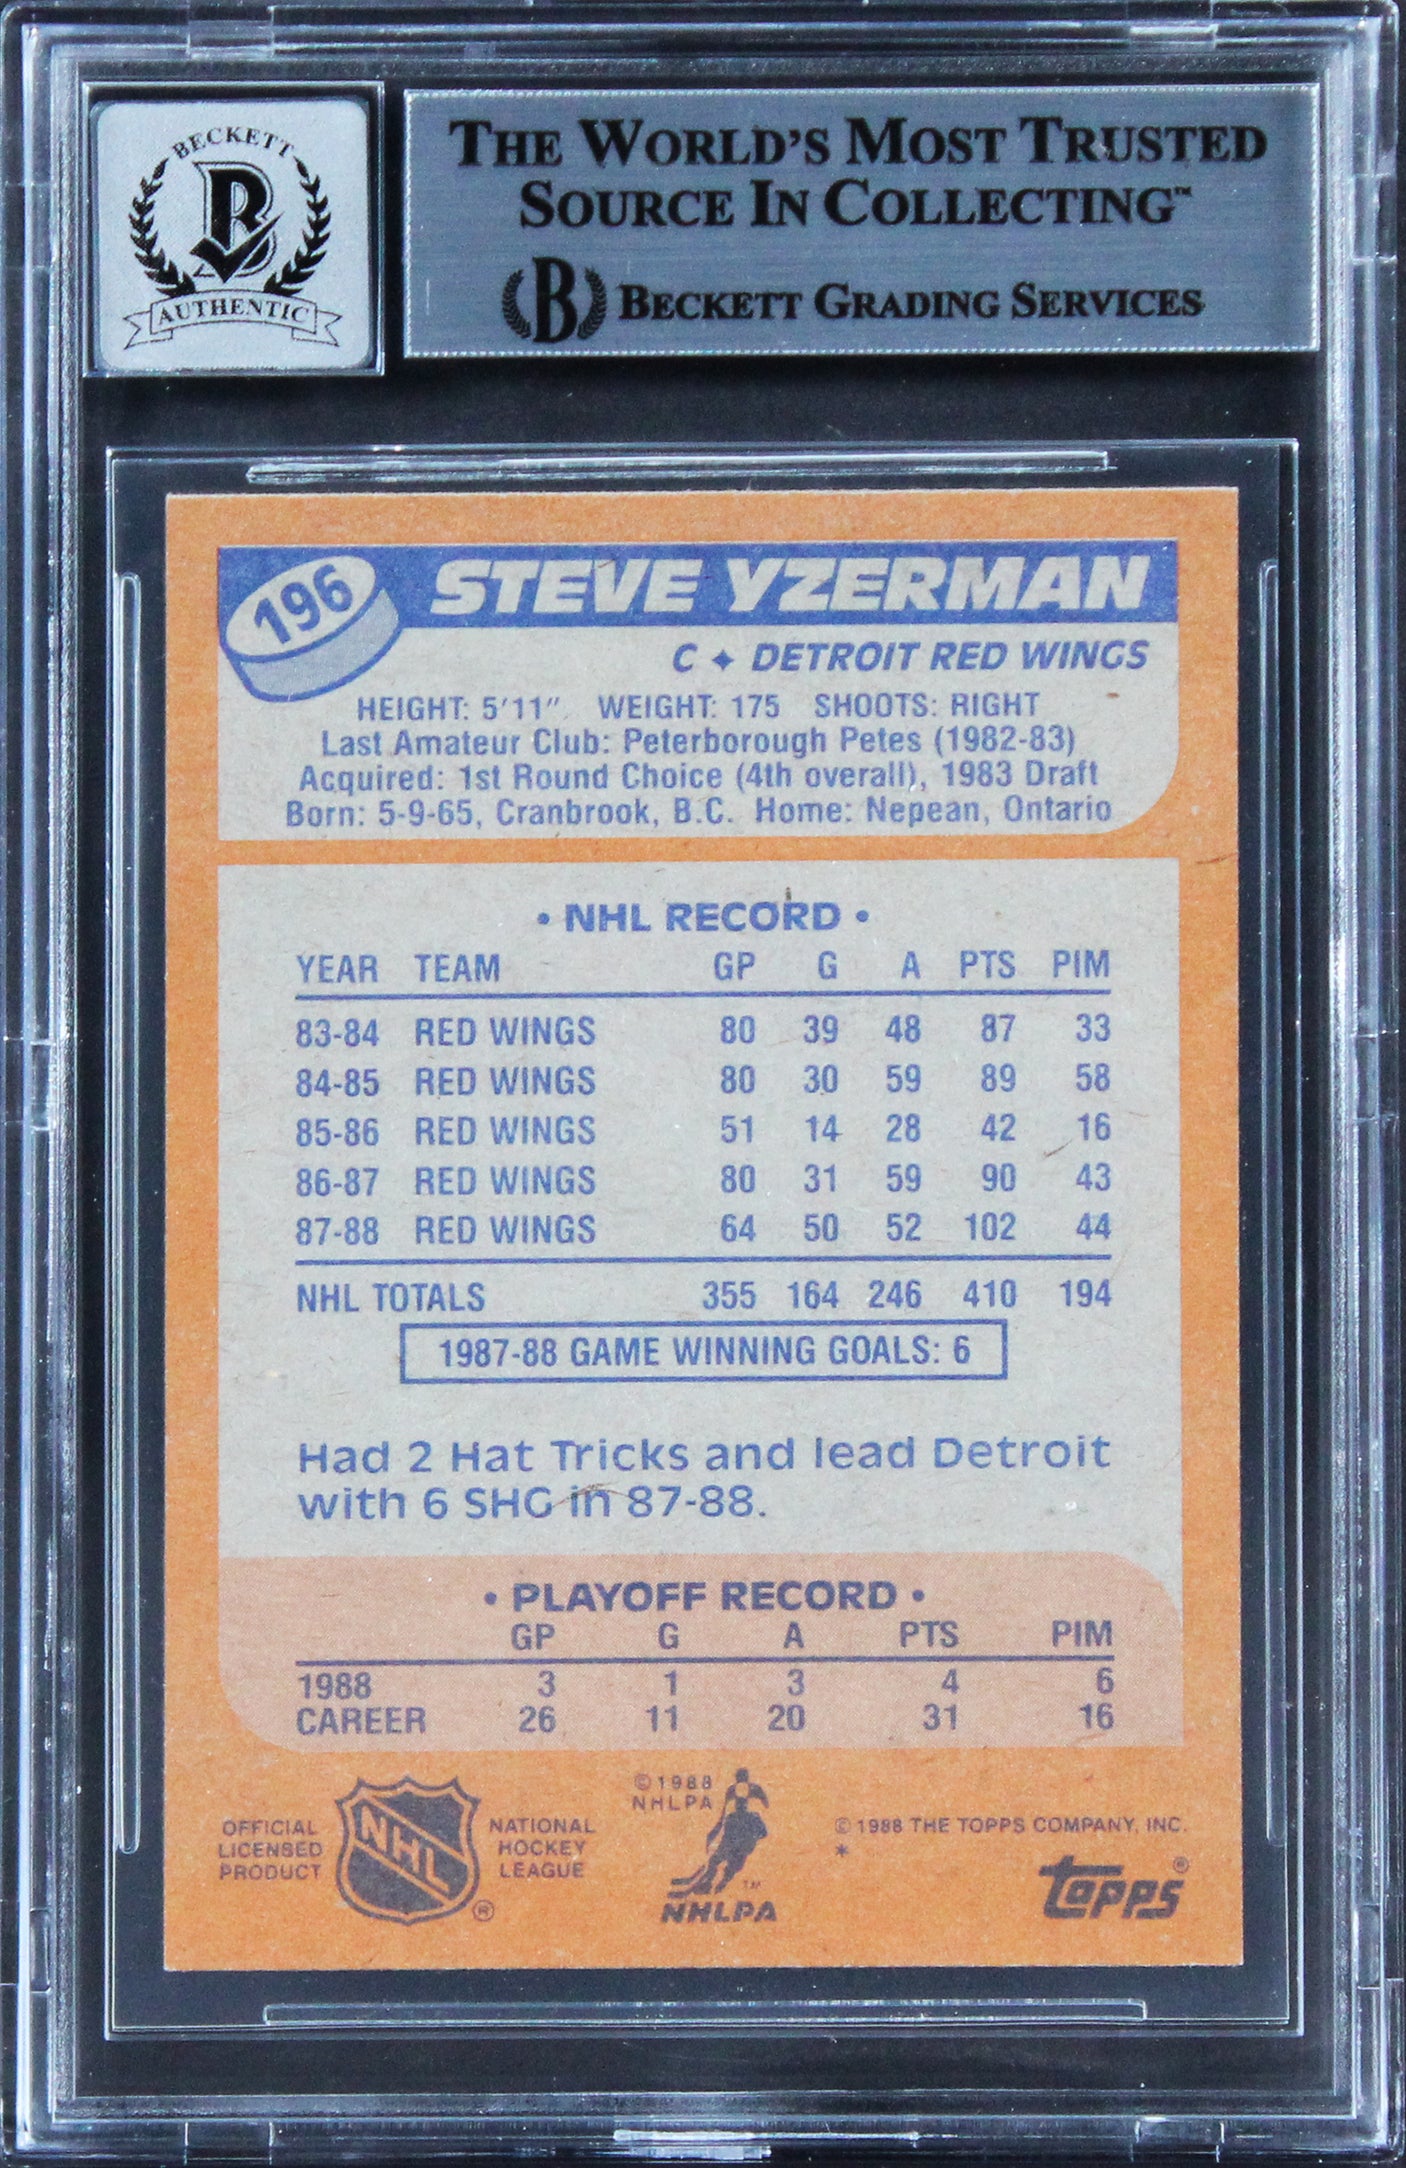 BECKETT
AUTHENTIC
THE WORLD'S MOST TRUSTED
SOURCE IN COLLECTING™
B BECKETT GRADING SERVICES
196 STEVE YZERMAN
C ✦ DETROIT RED WINGS
HEIGHT: 5'11" WEIGHT: 175 SHOOTS: RIGHT
Last Amateur Club: Peterborough Petes (1982-83)
Acquired: 1st Round Choice (4th overall), 1983 Draft
Born: 5-9-65, Cranbrook, B.C. Home: Nepean, Ontario
• NHL RECORD •
YEAR TEAM GP G A PTS PIM
83-84 RED WINGS 80 39 48 87 33
84-85 RED WINGS 80 30 59 89 58
85-86 RED WINGS 51 14 28 42 16
86-87 RED WINGS 80 31 59 90 43
87-88 RED WINGS 64 50 52 102 44
NHL TOTALS 355 164 246 410 194
1987-88 GAME WINNING GOALS: 6
Had 2 Hat Tricks and lead Detroit
with 6 SHG in 87-88.
• PLAYOFF RECORD •
GP G A PTS PIM
1988 3 1 3 4 6
CAREER 26 11 20 31 16
OFFICIAL
LICENSED
PRODUCT
NHL
®
NATIONAL
HOCKEY
LEAGUE
©1988
NHLPA
™
NHLPA
©1988 THE TOPPS COMPANY, INC.
*
topps®